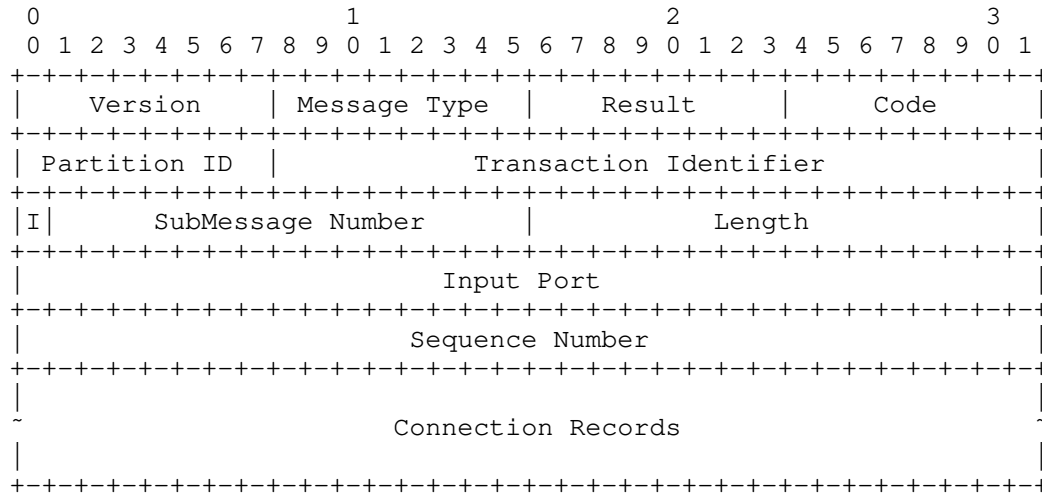 0                   1                   2                   3
 0 1 2 3 4 5 6 7 8 9 0 1 2 3 4 5 6 7 8 9 0 1 2 3 4 5 6 7 8 9 0 1
+-+-+-+-+-+-+-+-+-+-+-+-+-+-+-+-+-+-+-+-+-+-+-+-+-+-+-+-+-+-+-+-+
|    Version    | Message Type  |    Result     |     Code      |
+-+-+-+-+-+-+-+-+-+-+-+-+-+-+-+-+-+-+-+-+-+-+-+-+-+-+-+-+-+-+-+-+
| Partition ID  |            Transaction Identifier             |
+-+-+-+-+-+-+-+-+-+-+-+-+-+-+-+-+-+-+-+-+-+-+-+-+-+-+-+-+-+-+-+-+
|I|      SubMessage Number      |           Length              |
+-+-+-+-+-+-+-+-+-+-+-+-+-+-+-+-+-+-+-+-+-+-+-+-+-+-+-+-+-+-+-+-+
|                          Input Port                           |
+-+-+-+-+-+-+-+-+-+-+-+-+-+-+-+-+-+-+-+-+-+-+-+-+-+-+-+-+-+-+-+-+
|                        Sequence Number                        |
+-+-+-+-+-+-+-+-+-+-+-+-+-+-+-+-+-+-+-+-+-+-+-+-+-+-+-+-+-+-+-+-+
|                                                               |
~                       Connection Records                      ~
|                                                               |
+-+-+-+-+-+-+-+-+-+-+-+-+-+-+-+-+-+-+-+-+-+-+-+-+-+-+-+-+-+-+-+-+